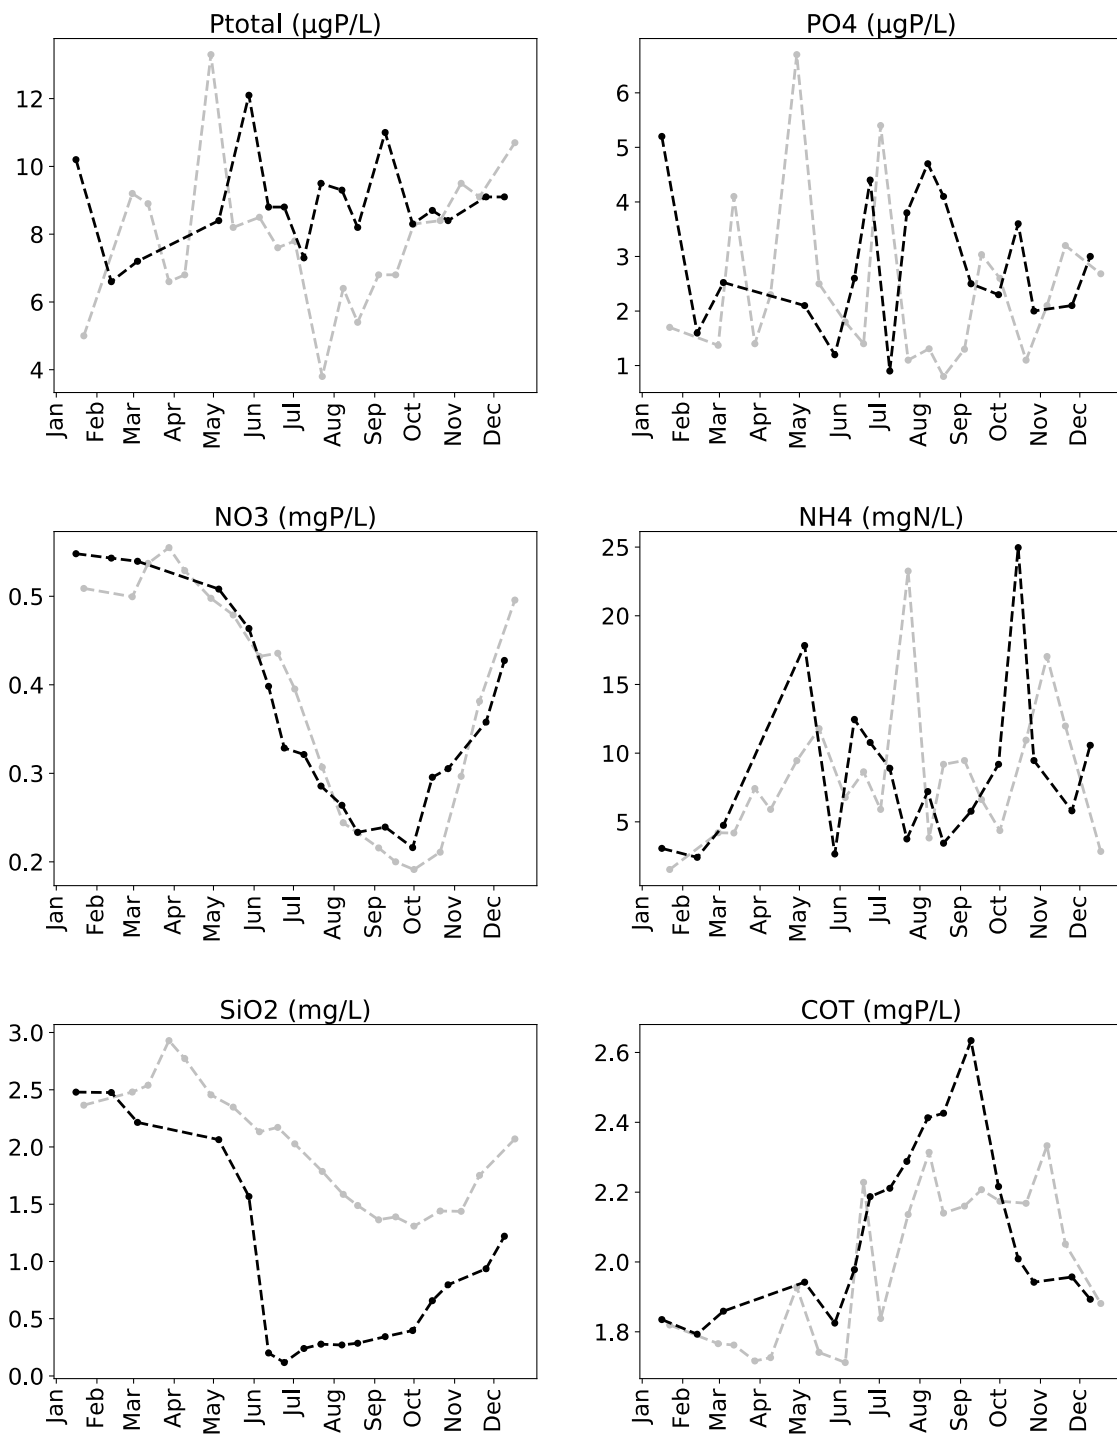 Ptotal (µgP/L)
12
10
8
6
4
Jan Feb Mar Apr May Jun Jul Aug Sep Oct Nov Dec
PO4 (µgP/L)
6
5
4
3
2
1
Jan Feb Mar Apr May Jun Jul Aug Sep Oct Nov Dec
NO3 (mgP/L)
0.5
0.4
0.3
0.2
Jan Feb Mar Apr May Jun Jul Aug Sep Oct Nov Dec
NH4 (mgN/L)
25
20
15
10
5
Jan Feb Mar Apr May Jun Jul Aug Sep Oct Nov Dec
SiO2 (mg/L)
3.0
2.5
2.0
1.5
1.0
0.5
0.0
Jan Feb Mar Apr May Jun Jul Aug Sep Oct Nov Dec
COT (mgP/L)
2.6
2.4
2.2
2.0
1.8
Jan Feb Mar Apr May Jun Jul Aug Sep Oct Nov Dec